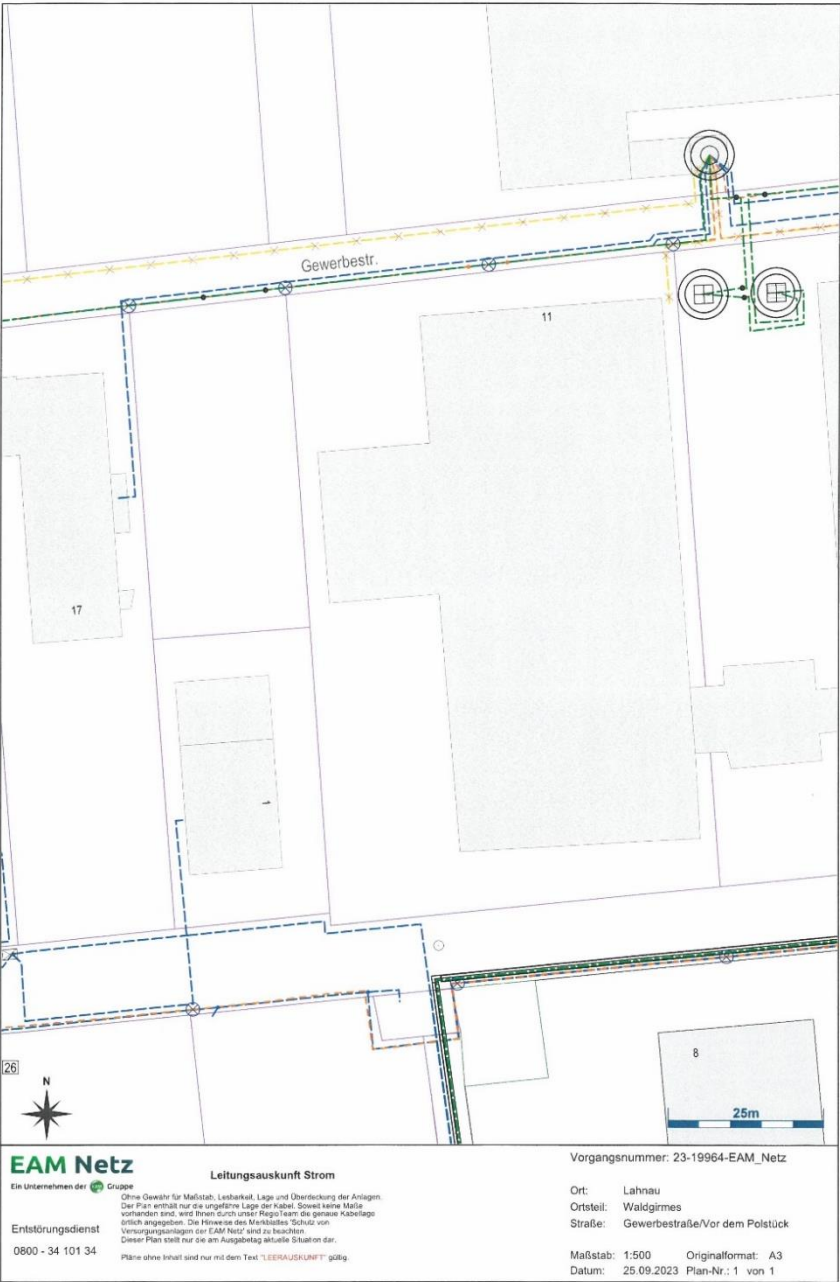 Gewerbestr.
11
17
1
8
26
N
25m
EAM Netz
Ein Unternehmen der EAM Gruppe
Entstörungsdienst
0800 - 34 101 34
Leitungsauskunft Strom
Ohne Gewähr für Maßstab, Lesbarkeit, Lage und Überdeckung der Anlagen.
Der Plan enthält nur die ungefähre Lage der Kabel. Soweit keine Maße
vorhanden sind, wird Ihnen durch unser RegioTeam die genaue Kabellage
örtlich angegeben. Die Hinweise des Merkblattes "Schutz von
Versorgungsanlagen der EAM Netz" sind zu beachten.
Dieser Plan stellt nur die am Ausgabetag aktuelle Situation dar.
Pläne ohne Inhalt sind nur mit dem Text "LEERAUSKUNFT" gültig.
Vorgangsnummer: 23-19964-EAM_Netz
Ort: Lahnau
Ortsteil: Waldgirmes
Straße: Gewerbestraße/Vor dem Polstück
Maßstab: 1:500 Originalformat: A3
Datum: 25.09.2023 Plan-Nr.: 1 von 1